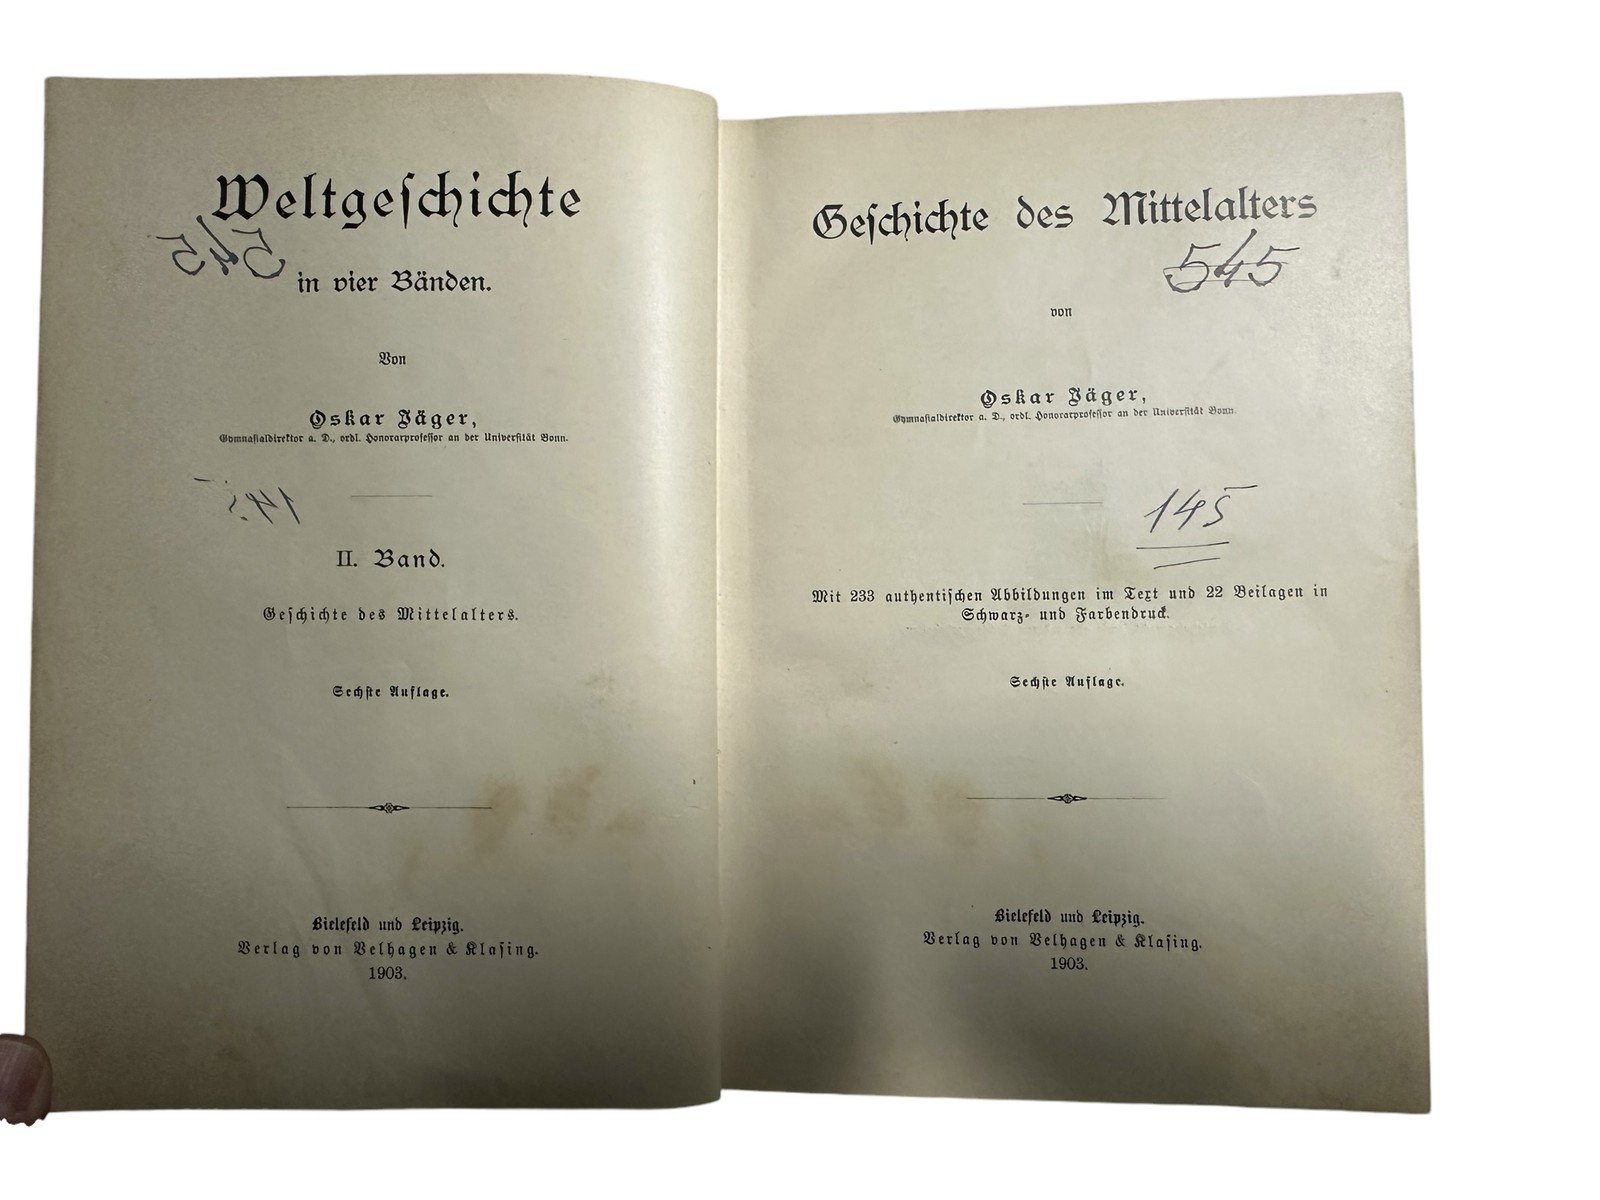 Weltgeschichte
in vier Bänden.
Von
Oskar Jäger,
Gymnasialdirektor a. D., ordl. Honorarprofessor an der Universität Bonn.
II. Band.
Geschichte des Mittelalters.
Sechste Auflage.
Bielefeld und Leipzig.
Verlag von Velhagen & Klasing.
1903.
Geschichte des Mittelalters
545
von
Oskar Jäger,
Gymnasialdirektor a. D., ordl. Honorarprofessor an der Universität Bonn.
145
Mit 233 authentischen Abbildungen im Text und 22 Beilagen in
Schwarz- und Farbendruck.
Sechste Auflage.
Bielefeld und Leipzig.
Verlag von Velhagen & Klasing.
1903.